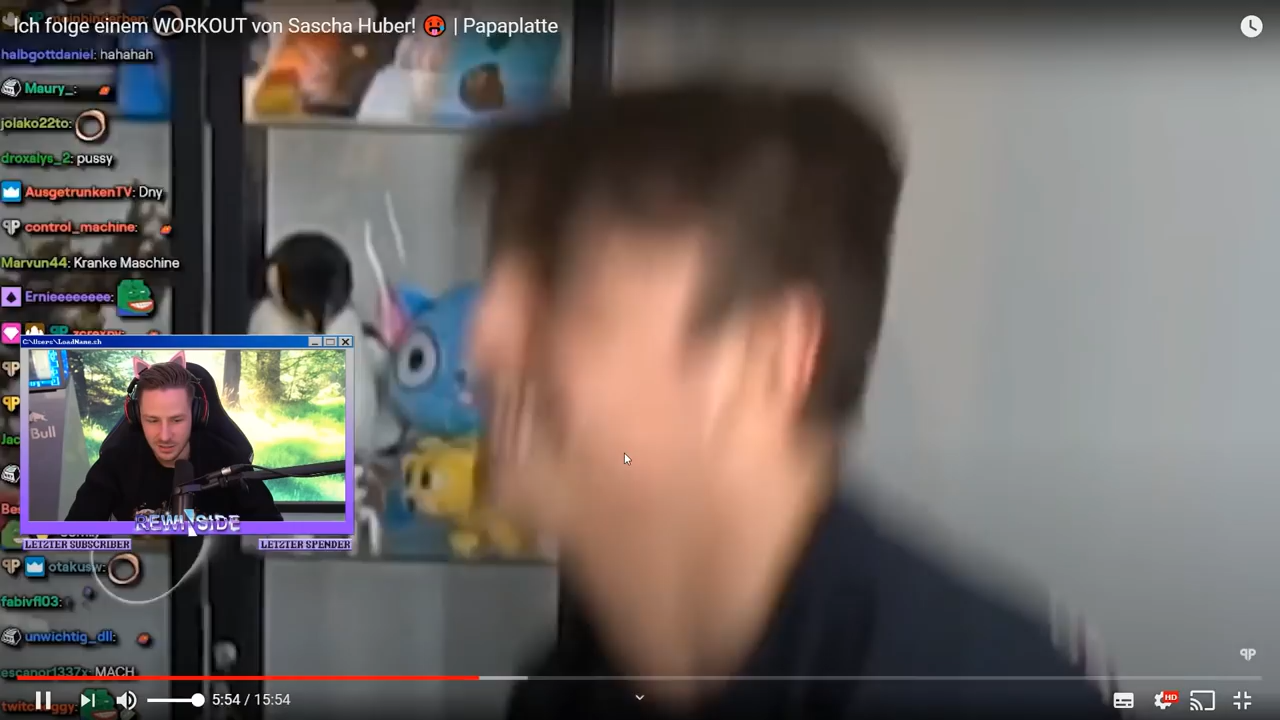 Ich folge einem WORKOUT von Sascha Huber! 🥵 | Papaplatte
halbgottdaniel: hahahah
Maury_:
jolako22to:
droxalys_2: pussy
AusgetrunkenTV: Dny
control_machine:
Marvun44: Kranke Maschine
Ernieeeeeeee:
C:\Users\LoadName.sh
Bull
REWINSIDE
LETZTER SUBSCRIBER
LETZTER SPENDER
otakusw:
fabivfl03:
unwichtig_dll:
escanor1337x: MACH
5:54 / 15:54
HD